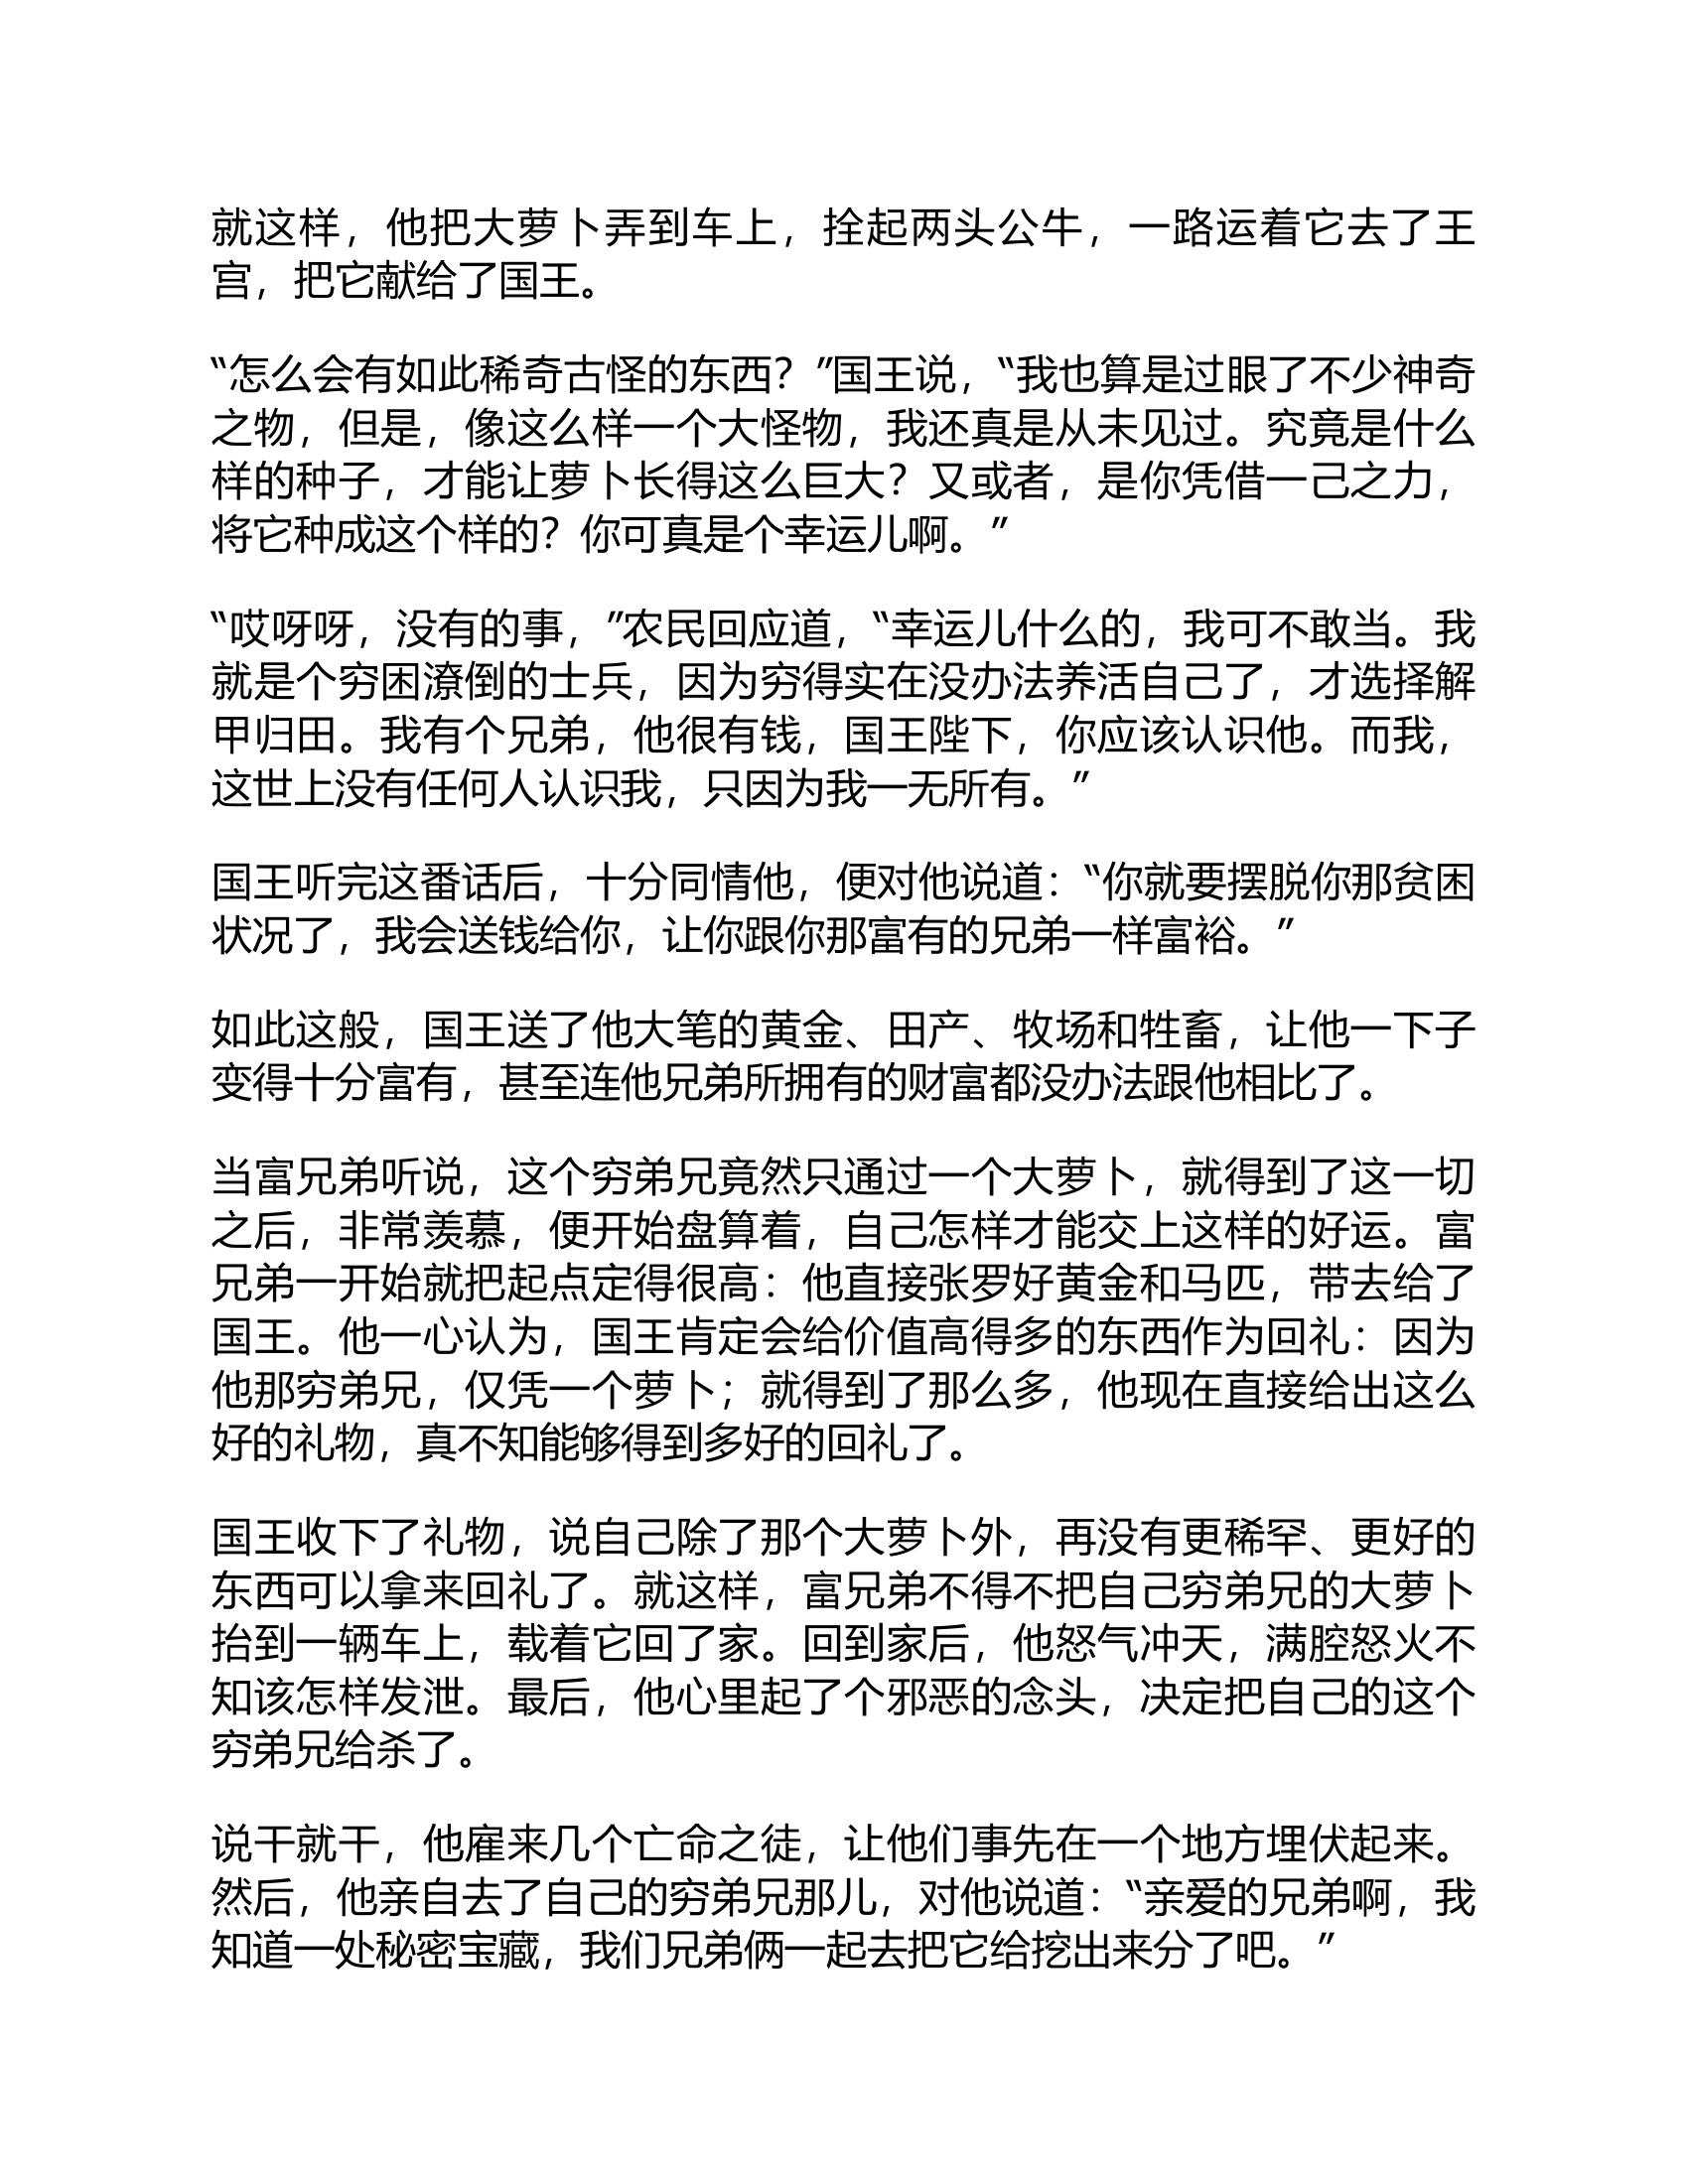 就这样，他把大萝卜弄到车上，拴起两头公牛，一路运着它去了王
宫，把它献给了国王。
“怎么会有如此稀奇古怪的东西？”国王说，“我也算是过眼了不少神奇
之物，但是，像这么样一个大怪物，我还真是从未见过。究竟是什么
样的种子，才能让萝卜长得这么巨大？又或者，是你凭借一己之力，
将它种成这个样的？你可真是个幸运儿啊。”
“哎呀呀，没有的事，”农民回应道，“幸运儿什么的，我可不敢当。我
就是个穷困潦倒的士兵，因为穷得实在没办法养活自己了，才选择解
甲归田。我有个兄弟，他很有钱，国王陛下，你应该认识他。而我，
这世上没有任何人认识我，只因为我一无所有。”
国王听完这番话后，十分同情他，便对他说道：“你就要摆脱你那贫困
状况了，我会送钱给你，让你跟你那富有的兄弟一样富裕。”
如此这般，国王送了他大笔的黄金、田产、牧场和牲畜，让他一下子
变得十分富有，甚至连他兄弟所拥有的财富都没办法跟他相比了。
当富兄弟听说，这个穷弟兄竟然只通过一个大萝卜，就得到了这一切
之后，非常羡慕，便开始盘算着，自己怎样才能交上这样的好运。富
兄弟一开始就把起点定得很高：他直接张罗好黄金和马匹，带去给了
国王。他一心认为，国王肯定会给价值高得多的东西作为回礼：因为
他那穷弟兄，仅凭一个萝卜；就得到了那么多，他现在直接给出这么
好的礼物，真不知能够得到多好的回礼了。
国王收下了礼物，说自己除了那个大萝卜外，再没有更稀罕、更好的
东西可以拿来回礼了。就这样，富兄弟不得不把自己穷弟兄的大萝卜
抬到一辆车上，载着它回了家。回到家后，他怒气冲天，满腔怒火不
知该怎样发泄。最后，他心里起了个邪恶的念头，决定把自己的这个
穷弟兄给杀了。
说干就干，他雇来几个亡命之徒，让他们事先在一个地方埋伏起来。
然后，他亲自去了自己的穷弟兄那儿，对他说道：“亲爱的兄弟啊，我
知道一处秘密宝藏，我们兄弟俩一起去把它给挖出来分了吧。”